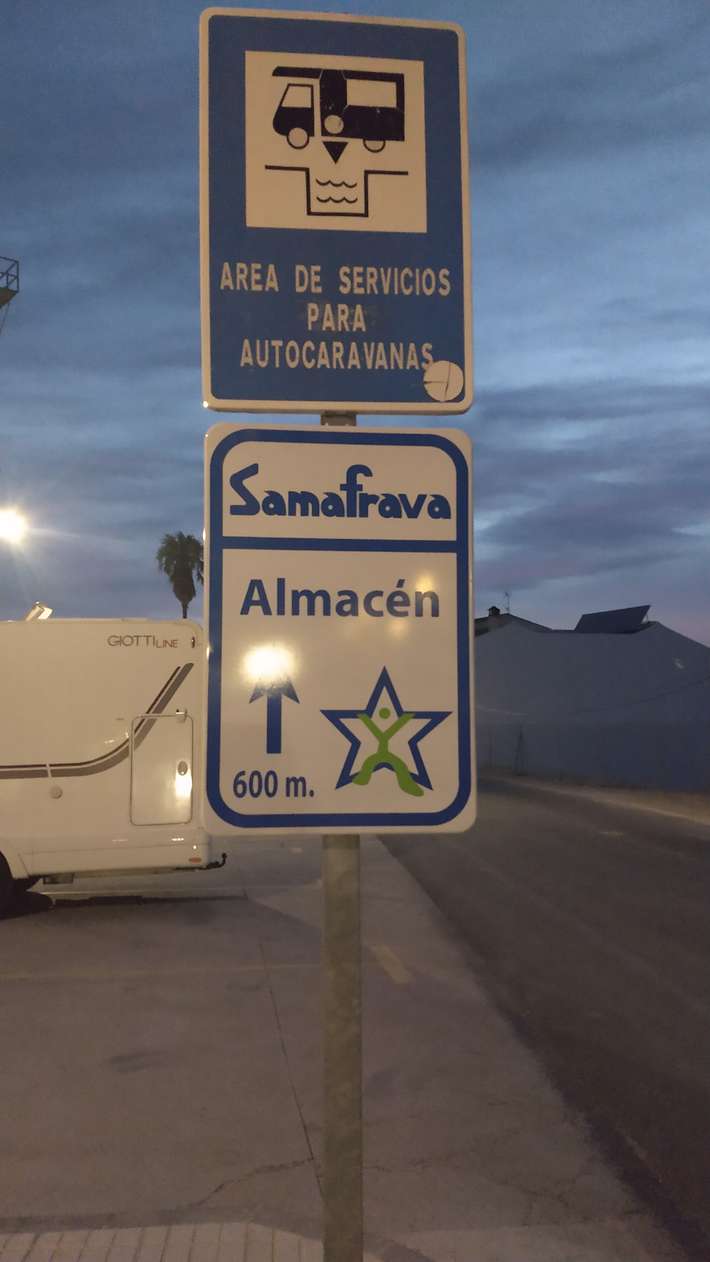 AREA DE SERVICIOS
PARA
AUTOCARAVANAS
Samafrava
Almacén
600 m.
GIOTTILINE